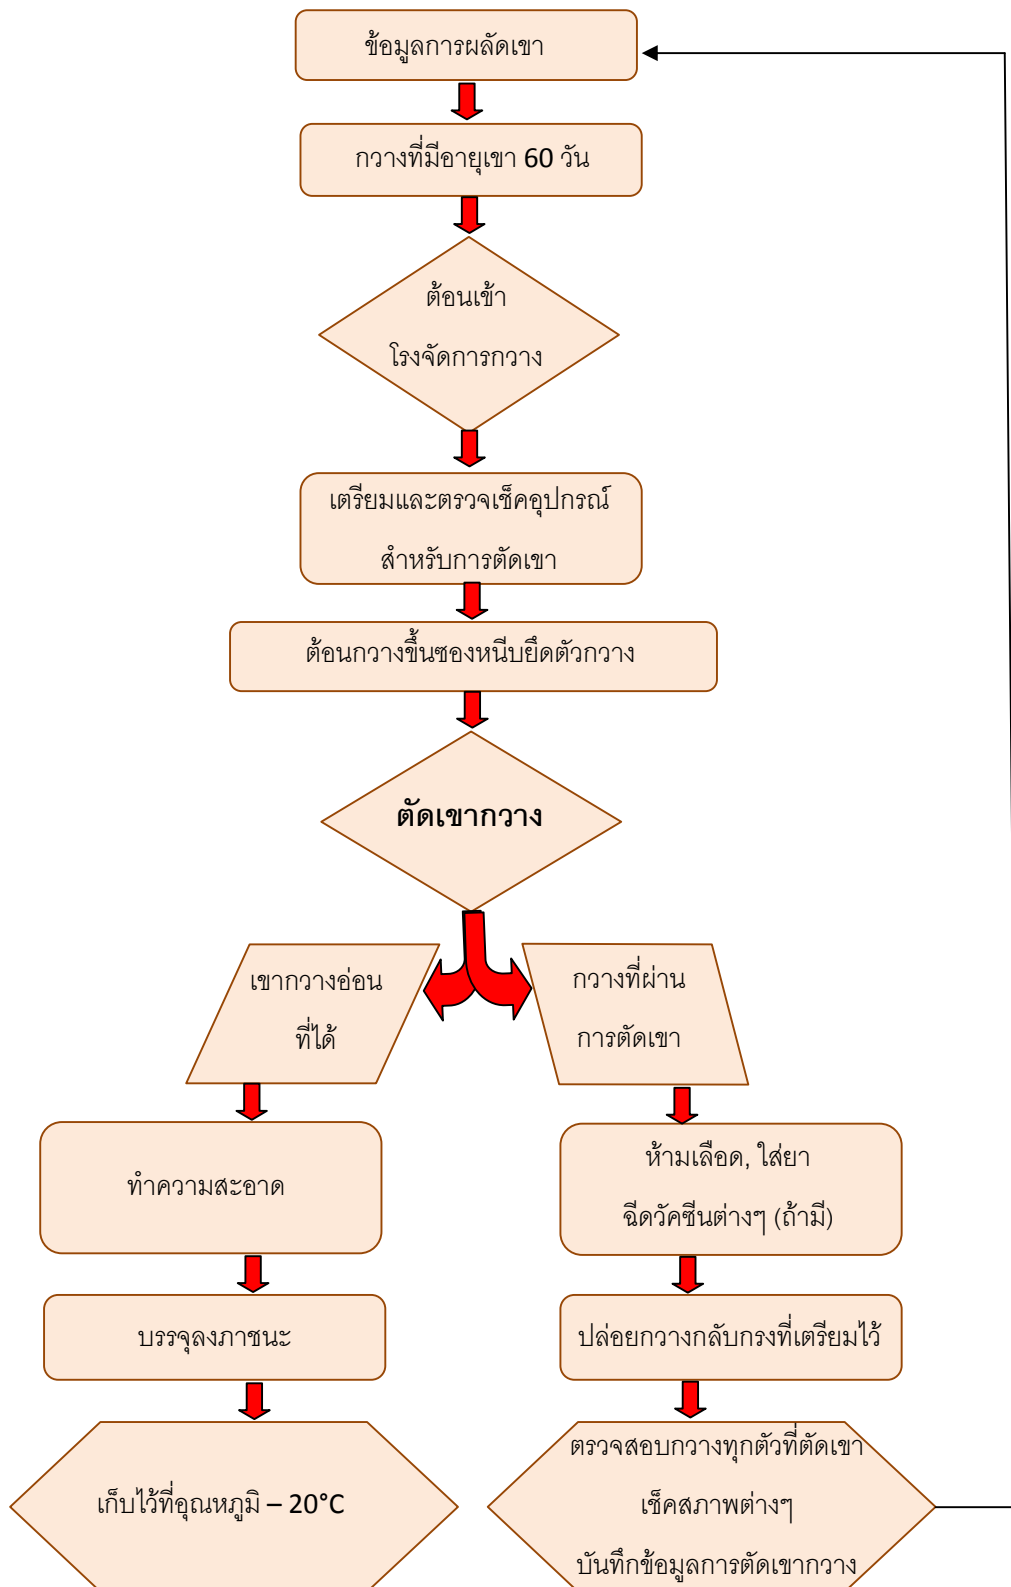 ข้อมูลการผลัดเขา
กวางที่มีอายุเขา 60 วัน
ต้อนเข้า
โรงจัดการกวาง
เตรียมและตรวจเช็คอุปกรณ์
สำหรับการตัดเขา
ต้อนกวางขึ้นซองหนีบยึดตัวกวาง
ตัดเขากวาง
เขากวางอ่อน
ที่ได้
กวางที่ผ่าน
การตัดเขา
ทำความสะอาด
ห้ามเลือด, ใส่ยา
ฉีดวัคซีนต่างๆ (ถ้ามี)
บรรจุลงภาชนะ
ปล่อยกวางกลับกรงที่เตรียมไว้
เก็บไว้ที่อุณหภูมิ – 20°C
ตรวจสอบกวางทุกตัวที่ตัดเขา
เช็คสภาพต่างๆ
บันทึกข้อมูลการตัดเขากวาง